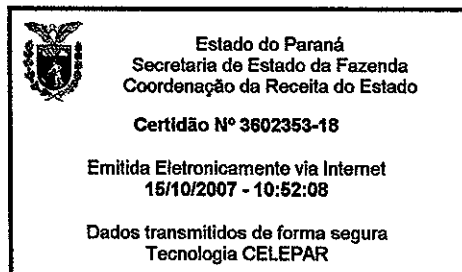 Estado do Paraná
Secretaria de Estado da Fazenda
Coordenação da Receita do Estado
Certidão Nº 3602353-18
Emitida Eletronicamente via Internet
15/10/2007 - 10:52:08
Dados transmitidos de forma segura
Tecnologia CELEPAR